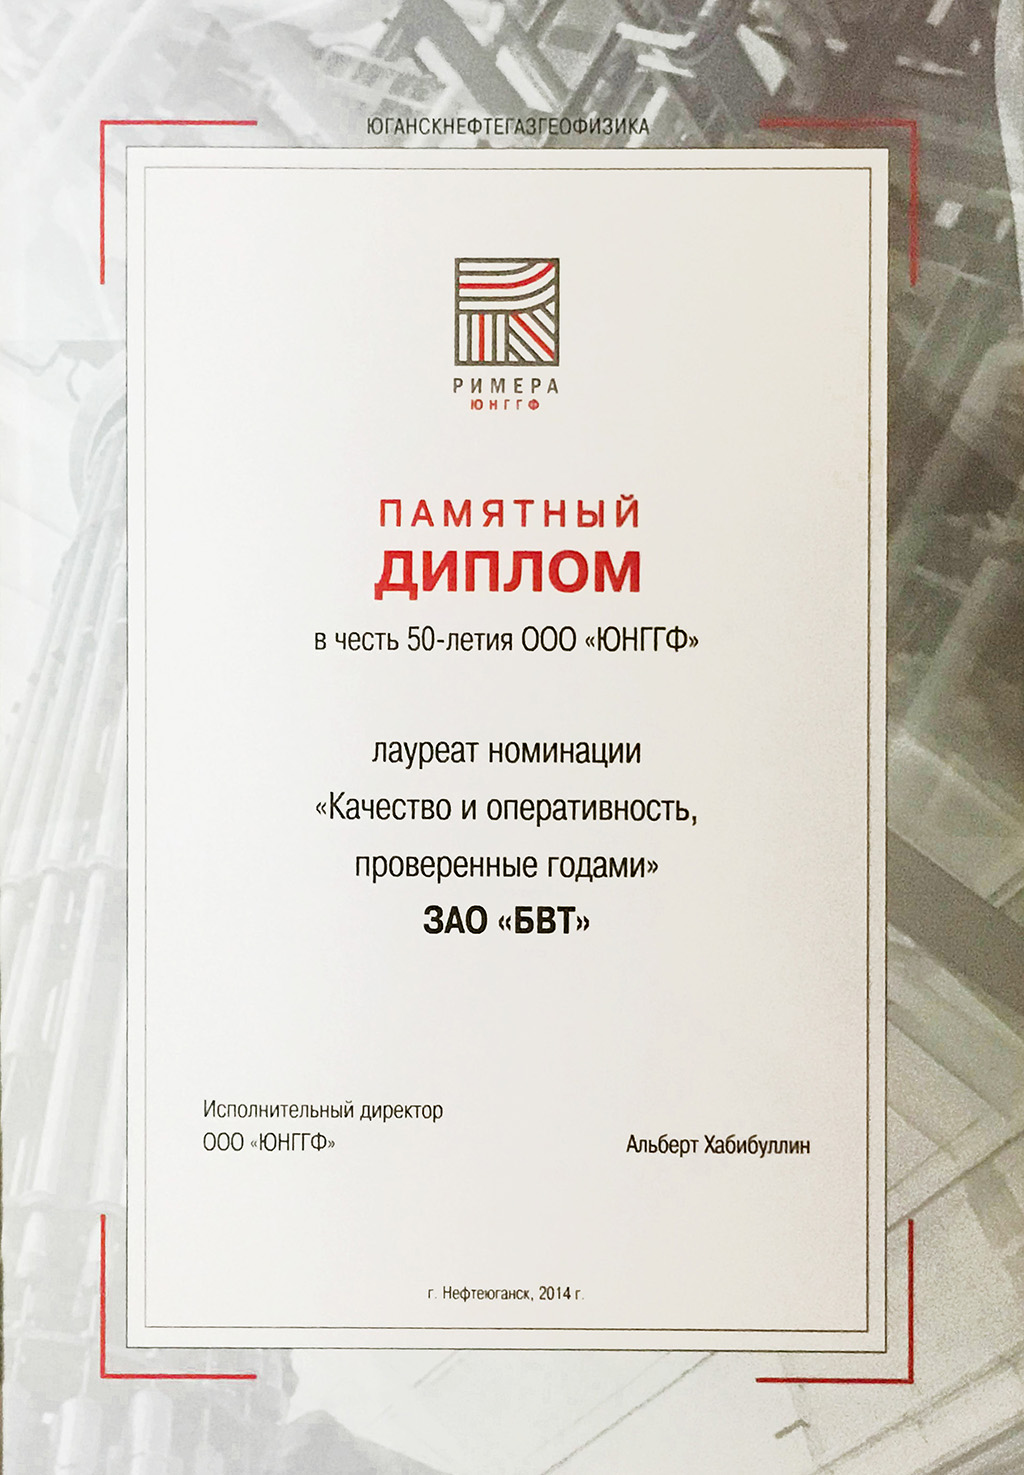 ЮГАНСКНЕФТЕГАЗГЕОФИЗИКА
РИМЕРА
ЮНГГФ
ПАМЯТНЫЙ
ДИПЛОМ
в честь 50-летия ООО «ЮНГГФ»
лауреат номинации
«Качество и оперативность,
проверенные годами»
ЗАО «БВТ»
Исполнительный директор
ООО «ЮНГГФ»
Альберт Хабибуллин
г. Нефтеюганск, 2014 г.